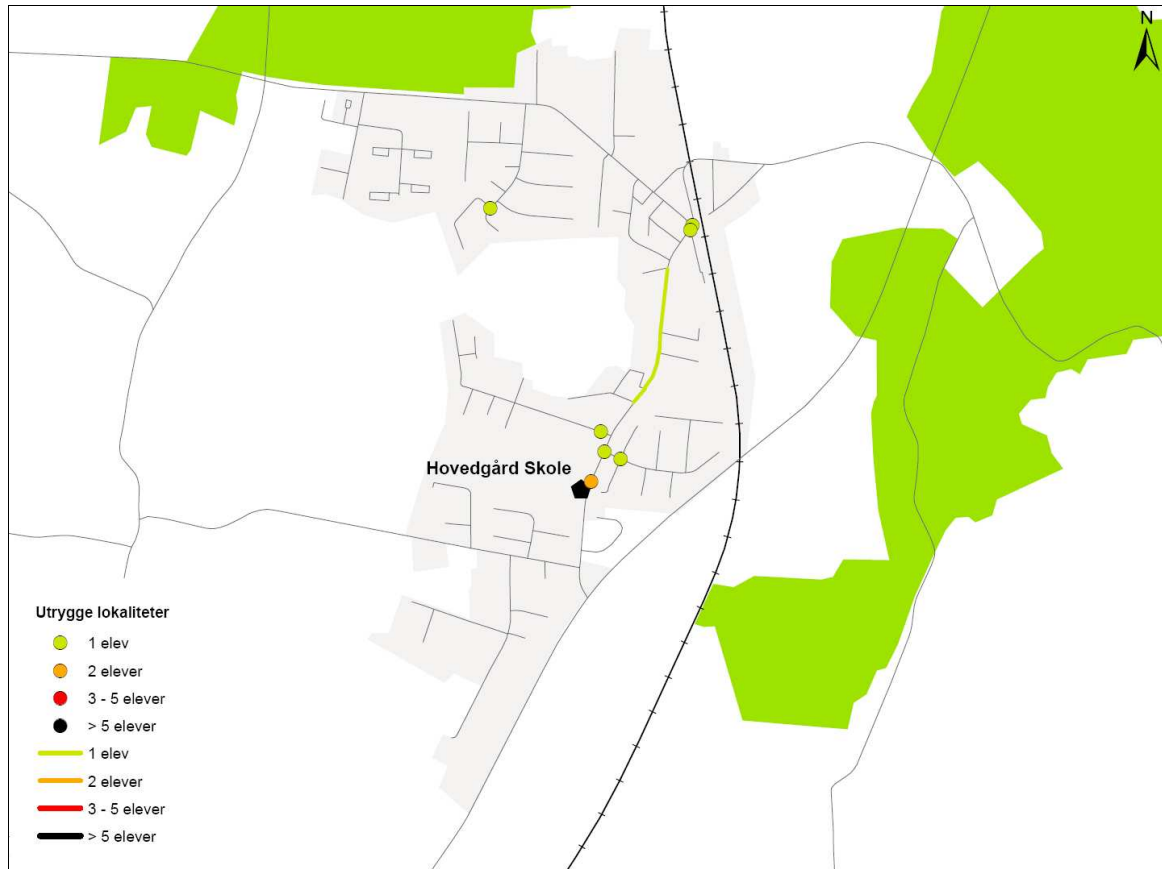 N
Hovedgård Skole
Utrygge lokaliteter
1 elev
2 elever
3 - 5 elever
> 5 elever
1 elev
2 elever
3 - 5 elever
> 5 elever